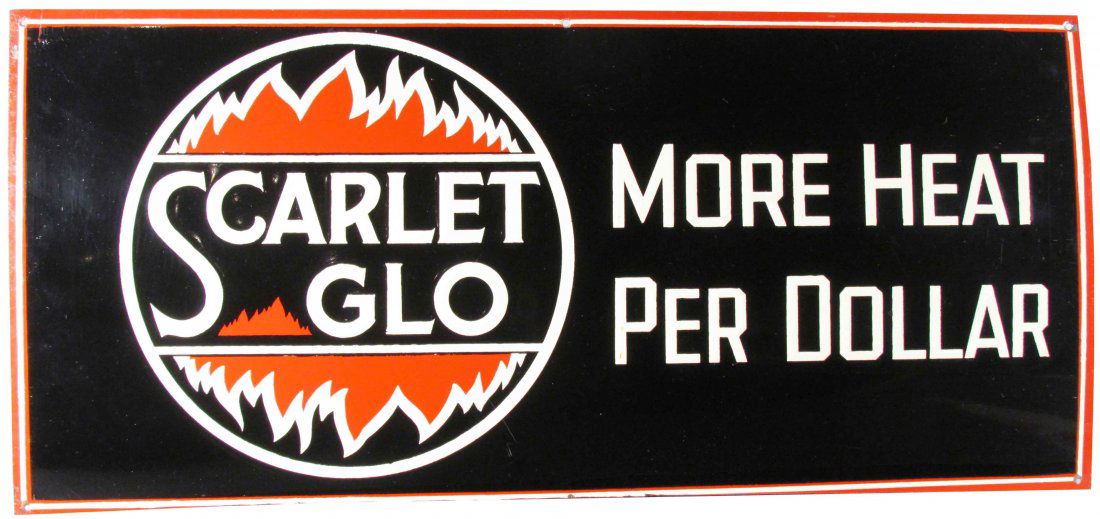 SCARLET
GLO
MORE HEAT
PER DOLLAR